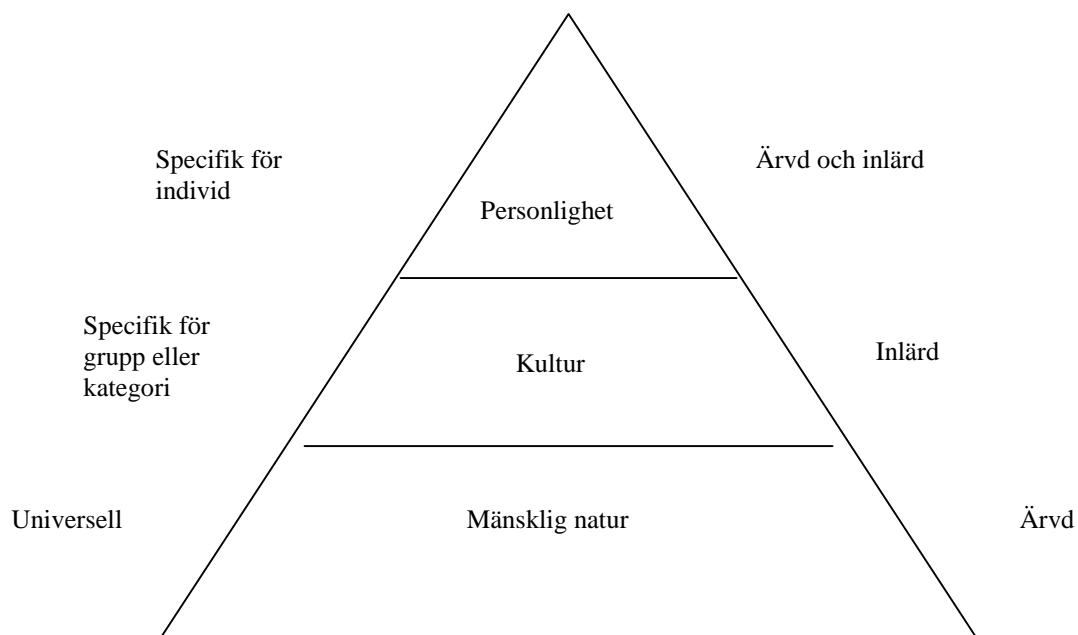 Specifik för
individ
Ärvd och inlärd
Personlighet
Specifik för
grupp eller
kategori
Kultur
Inlärd
Universell
Mänsklig natur
Ärvd